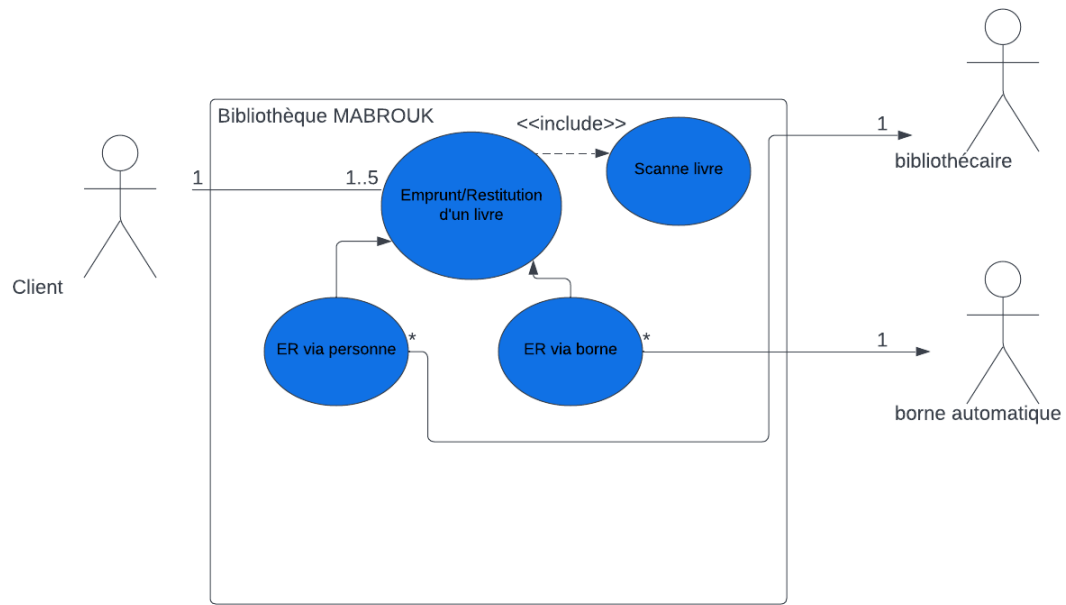 Bibliothèque MABROUK
<<include>>
1
1
1..5
Emprunt/Restitution
d'un livre
Scanne livre
bibliothécaire
Client
ER via personne
*
ER via borne
*
1
borne automatique